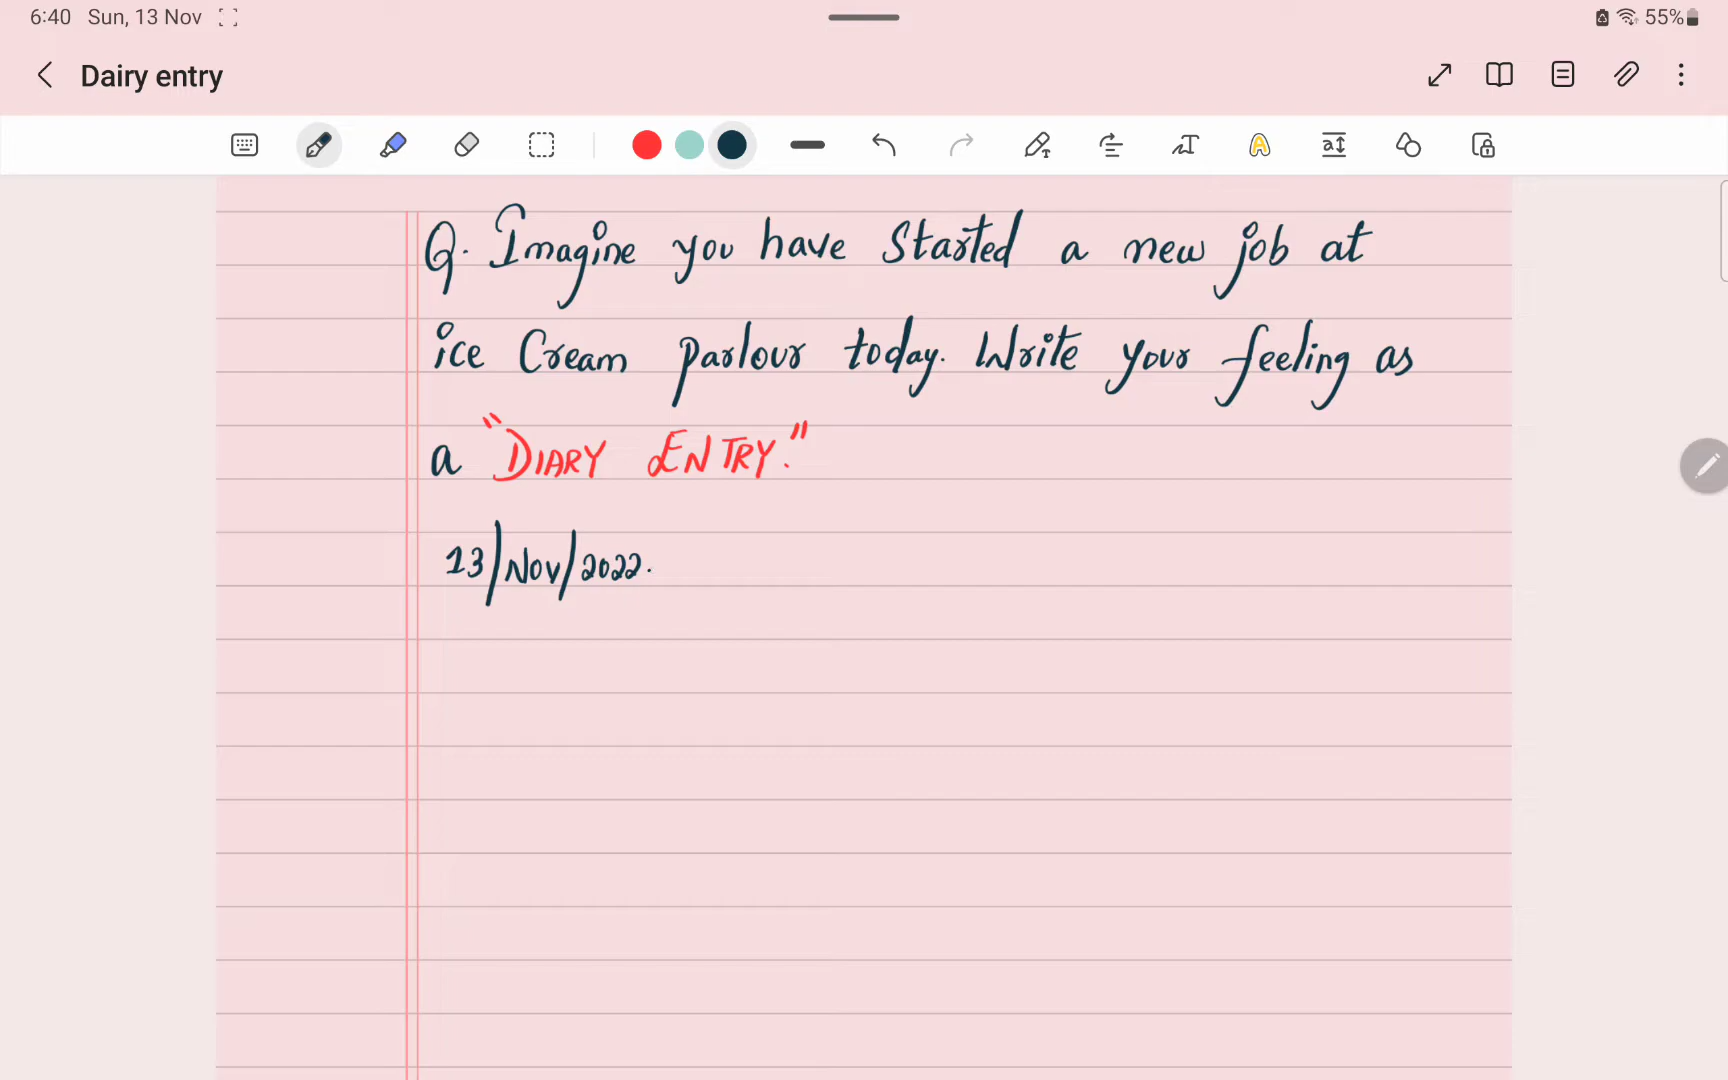 6:40 Sun, 13 Nov 55%
Dairy entry
Q. Imagine you have Started a new job at
ice Cream parlour today. Write your feeling as
a "DIARY ENTRY."
13/Nov/2022.